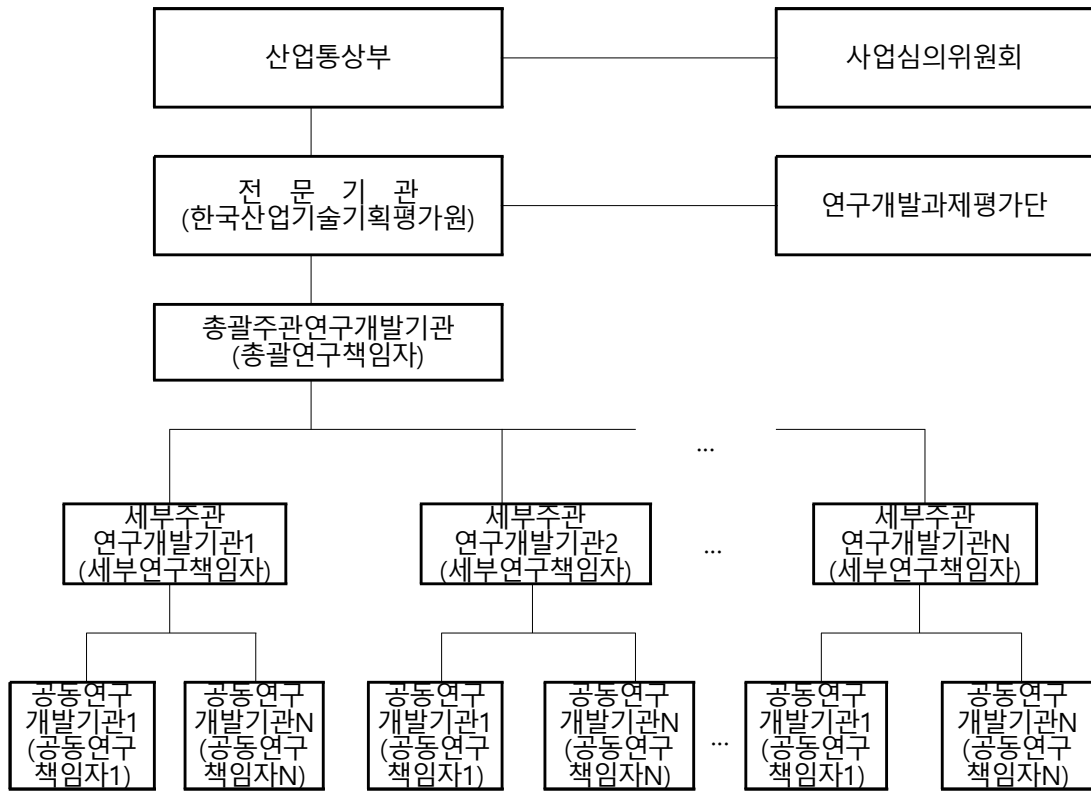 산업통상부
사업심의위원회
전 문 기 관
(한국산업기술기획평가원)
연구개발과제평가단
총괄주관연구개발기관
(총괄연구책임자)
...
세부주관
연구개발기관1
(세부연구책임자)
세부주관
연구개발기관2
(세부연구책임자)
...
세부주관
연구개발기관N
(세부연구책임자)
공동연구
개발기관1
(공동연구
책임자1)
공동연구
개발기관N
(공동연구
책임자N)
공동연구
개발기관1
(공동연구
책임자1)
공동연구
개발기관N
(공동연구
책임자N)
...
공동연구
개발기관1
(공동연구
책임자1)
공동연구
개발기관N
(공동연구
책임자N)